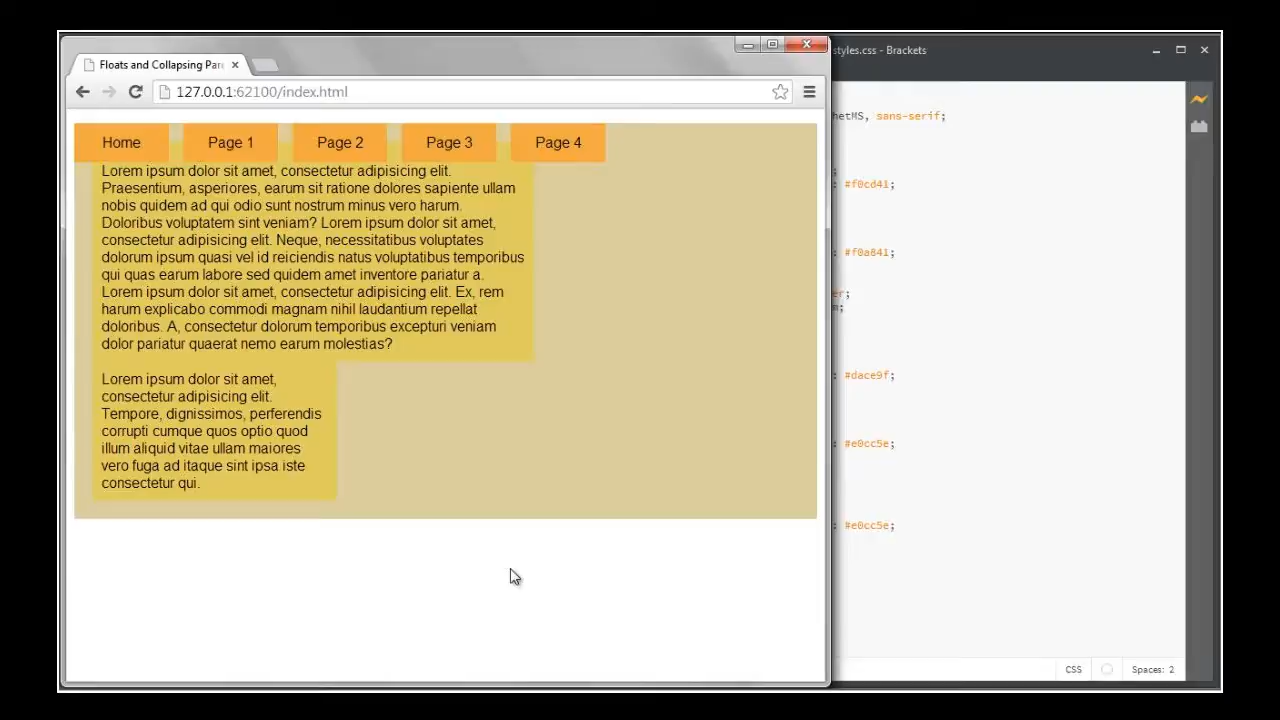 styles.css - Brackets
Floats and Collapsing Par
127.0.0.1:62100/index.html
Home Page 1 Page 2 Page 3 Page 4
Lorem ipsum dolor sit amet, consectetur adipisicing elit.
Praesentium, asperiores, earum sit ratione dolores sapiente ullam
nobis quidem ad qui odio sunt nostrum minus vero harum.
Doloribus voluptatem sint veniam? Lorem ipsum dolor sit amet,
consectetur adipisicing elit. Neque, necessitatibus voluptates
dolorum ipsum quasi vel id reiciendis natus voluptatibus temporibus
qui quas earum labore sed quidem amet inventore pariatur a.
Lorem ipsum dolor sit amet, consectetur adipisicing elit. Ex, rem
harum explicabo commodi magnam nihil laudantium repellat
doloribus. A, consectetur dolorum temporibus excepturi veniam
dolor pariatur quaerat nemo earum molestias?
Lorem ipsum dolor sit amet,
consectetur adipisicing elit.
Tempore, dignissimos, perferendis
corrupti cumque quos optio quod
illum aliquid vitae ullam maiores
vero fuga ad itaque sint ipsa iste
consectetur qui.
hetMS, sans-serif;
;
: #f0cd41;
: #f0a841;
er;
m;
: #dace9f;
: #e0cc5e;
: #e0cc5e;
CSS Spaces: 2